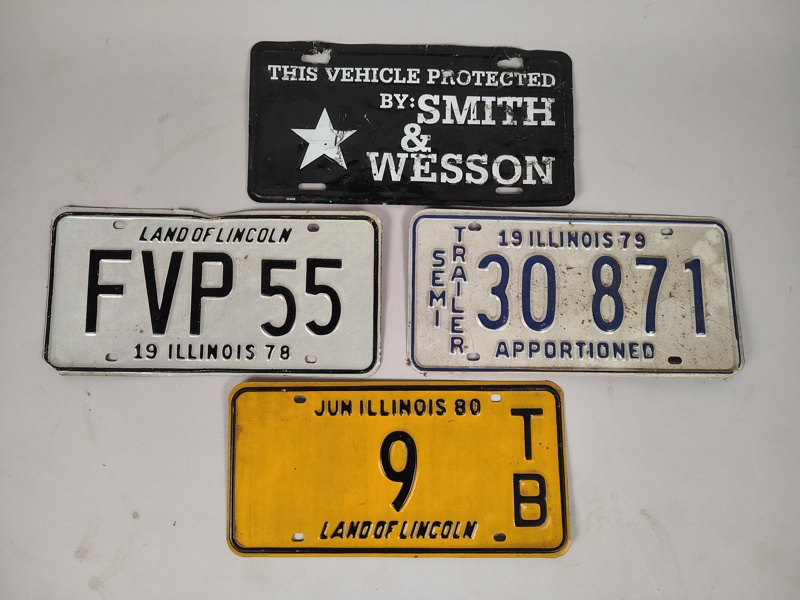 THIS VEHICLE PROTECTED
BY: SMITH
&
WESSON
LAND OF LINCOLN
FVP 55
19 ILLINOIS 78
SEMI
TRAILER
19 ILLINOIS 79
30 871
APPORTIONED
JUN ILLINOIS 80
9
TB
LAND OF LINCOLN